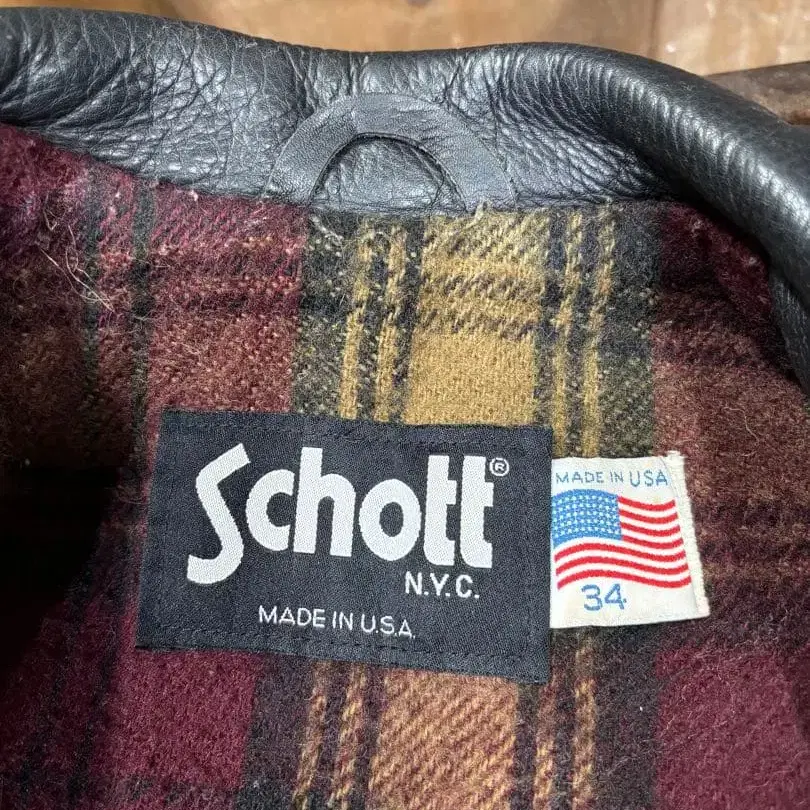 Schott®
N.Y.C.
MADE IN U.S.A.
MADE IN USA
34